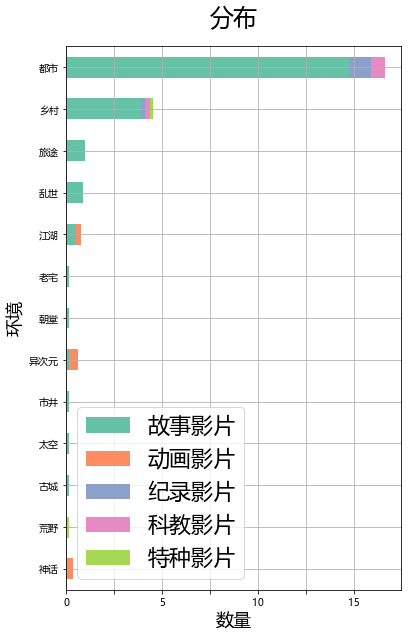 分布
都市
乡村
旅途
乱世
江湖
老宅
朝堂
异次元
市井
太空
古城
荒野
神话
环境
故事影片
动画影片
纪录影片
科教影片
特种影片
0 5 10 15
数量